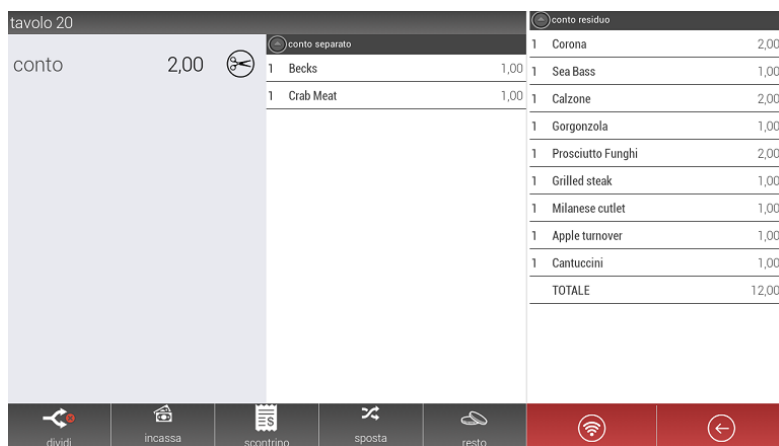 tavolo 20
conto 2,00
conto separato
1 Becks 1,00
1 Crab Meat 1,00
conto residuo
1 Corona 2,00
1 Sea Bass 1,00
1 Calzone 2,00
1 Gorgonzola 1,00
1 Prosciutto Funghi 2,00
1 Grilled steak 1,00
1 Milanese cutlet 1,00
1 Apple turnover 1,00
1 Cantuccini 1,00
TOTALE 12,00
dividi incassa scontrino sposta resto